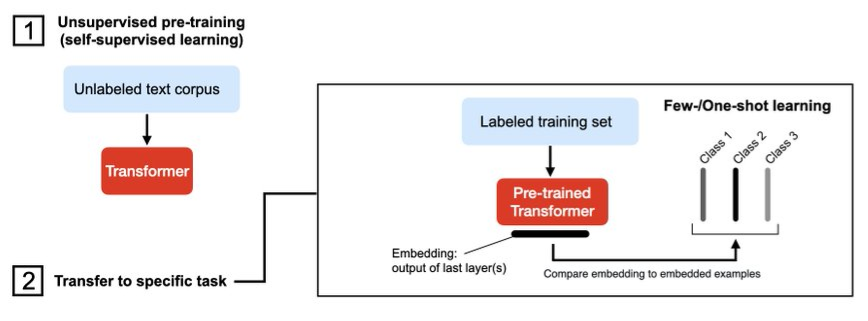 1
Unsupervised pre-training
(self-supervised learning)
Unlabeled text corpus
Transformer
2
Transfer to specific task
Labeled training set
Pre-trained
Transformer
Embedding:
output of last layer(s)
Few-/One-shot learning
Class 1
Class 2
Class 3
Compare embedding to embedded examples